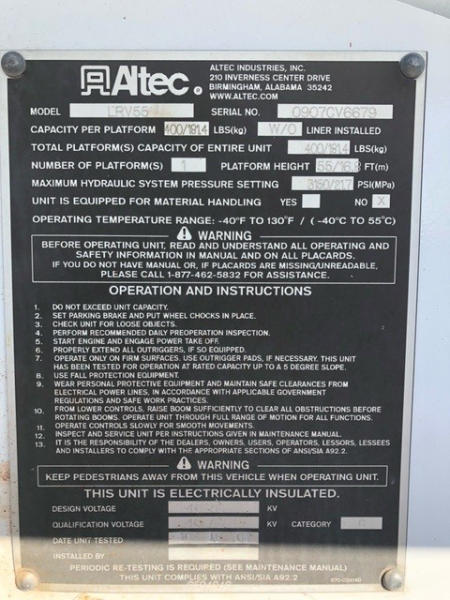 Altec
ALTEC INDUSTRIES, INC.
210 INVERNESS CENTER DRIVE
BIRMINGHAM, ALABAMA 35242
WWW.ALTEC.COM
MODEL LRV55 SERIAL NO. 0907CV6679
CAPACITY PER PLATFORM 400/181.4 LBS(kg) W/O LINER INSTALLED
TOTAL PLATFORM(S) CAPACITY OF ENTIRE UNIT 400/181.4 LBS(kg)
NUMBER OF PLATFORM(S) 1 PLATFORM HEIGHT 55/16.8 FT(m)
MAXIMUM HYDRAULIC SYSTEM PRESSURE SETTING 3150/217 PSI(MPa)
UNIT IS EQUIPPED FOR MATERIAL HANDLING YES NO X
OPERATING TEMPERATURE RANGE: -40°F TO 130°F / (-40°C TO 55°C)
WARNING
BEFORE OPERATING UNIT, READ AND UNDERSTAND ALL OPERATING AND
SAFETY INFORMATION IN MANUAL AND ON ALL PLACARDS.
IF YOU DO NOT HAVE MANUAL OR, IF PLACARDS ARE MISSING/UNREADABLE,
PLEASE CALL 1-877-462-5832 FOR ASSISTANCE.
OPERATION AND INSTRUCTIONS
1. DO NOT EXCEED UNIT CAPACITY.
2. SET PARKING BRAKE AND PUT WHEEL CHOCKS IN PLACE.
3. CHECK UNIT FOR LOOSE OBJECTS.
4. PERFORM RECOMMENDED DAILY PREOPERATION INSPECTION.
5. START ENGINE AND ENGAGE POWER TAKE OFF.
6. PROPERLY EXTEND ALL OUTRIGGERS, IF SO EQUIPPED.
7. OPERATE ONLY ON FIRM SURFACES. USE OUTRIGGER PADS, IF NECESSARY. THIS UNIT
HAS BEEN TESTED FOR OPERATION AT RATED CAPACITY UP TO A 5 DEGREE SLOPE.
8. USE FALL PROTECTION EQUIPMENT.
9. WEAR PERSONAL PROTECTIVE EQUIPMENT AND MAINTAIN SAFE CLEARANCES FROM
ELECTRICAL POWER LINES, IN ACCORDANCE WITH APPLICABLE GOVERNMENT
REGULATIONS AND SAFE WORK PRACTICES.
10. FROM LOWER CONTROLS, RAISE BOOM SUFFICIENTLY TO CLEAR ALL OBSTRUCTIONS BEFORE
ROTATING BOOMS. OPERATE UNIT THROUGH FULL RANGE OF MOTION FOR ALL FUNCTIONS.
11. OPERATE CONTROLS SLOWLY FOR SMOOTH MOVEMENTS.
12. INSPECT AND SERVICE UNIT PER INSTRUCTIONS GIVEN IN MAINTENANCE MANUAL.
13. IT IS THE RESPONSIBILITY OF THE DEALERS, OWNERS, USERS, OPERATORS, LESSORS, LESSEES
AND INSTALLERS TO COMPLY WITH THE APPROPRIATE SECTIONS OF ANSI/SIA A92.2.
WARNING
KEEP PEDESTRIANS AWAY FROM THIS VEHICLE WHEN OPERATING UNIT.
THIS UNIT IS ELECTRICALLY INSULATED.
DESIGN VOLTAGE KV
QUALIFICATION VOLTAGE KV CATEGORY C
DATE UNIT TESTED
INSTALLED BY
PERIODIC RE-TESTING IS REQUIRED (SEE MAINTENANCE MANUAL)
THIS UNIT COMPLIES WITH ANSI/SIA A92.2